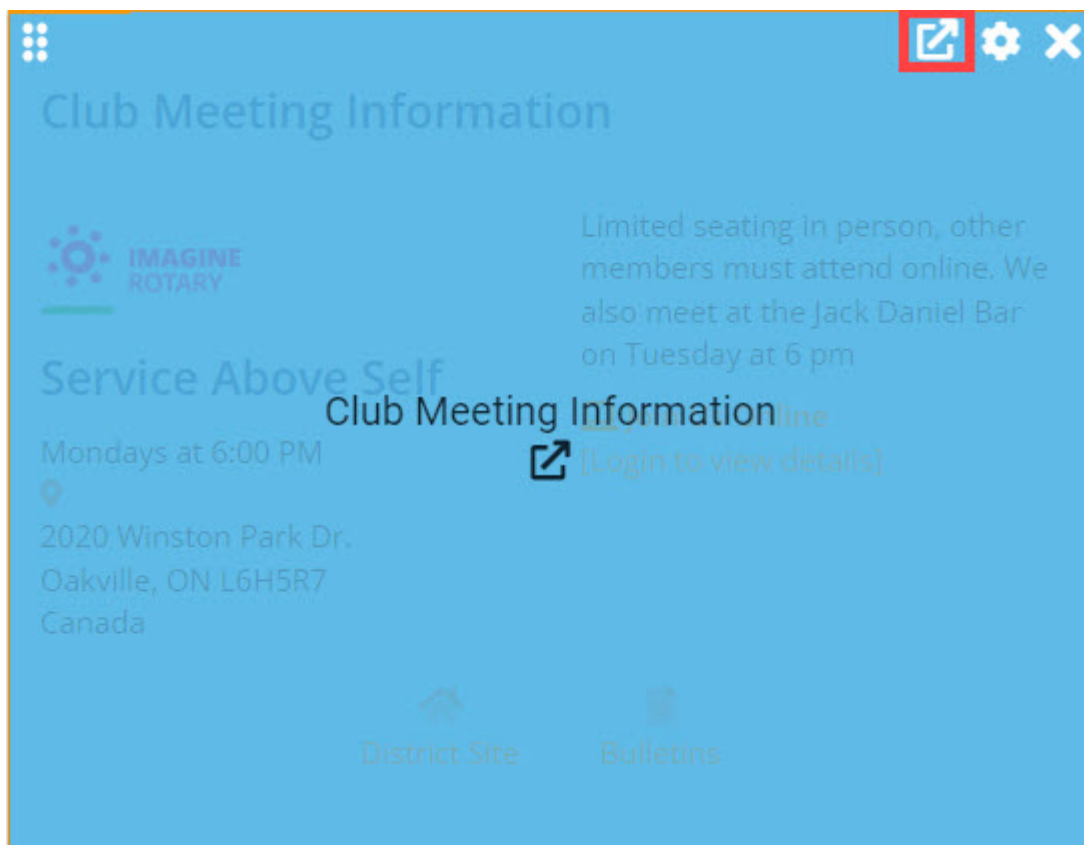 Club Meeting Information
IMAGINE
ROTARY
Service Above Self
Mondays at 6:00 PM
2020 Winston Park Dr.
Oakville, ON L6H5R7
Canada
Limited seating in person, other
members must attend online. We
also meet at the Jack Daniel Bar
on Tuesday at 6 pm
Club Meeting Information
[Login to view details]
District Site
Bulletins